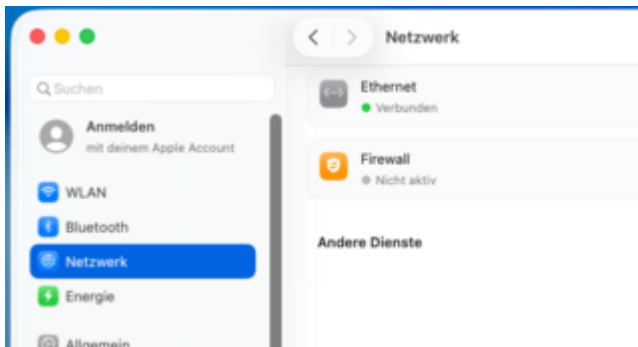 Netzwerk
Suchen
Anmelden
mit deinem Apple Account
WLAN
Bluetooth
Netzwerk
Energie
Allgemein
Ethernet
Verbunden
Firewall
Nicht aktiv
Andere Dienste